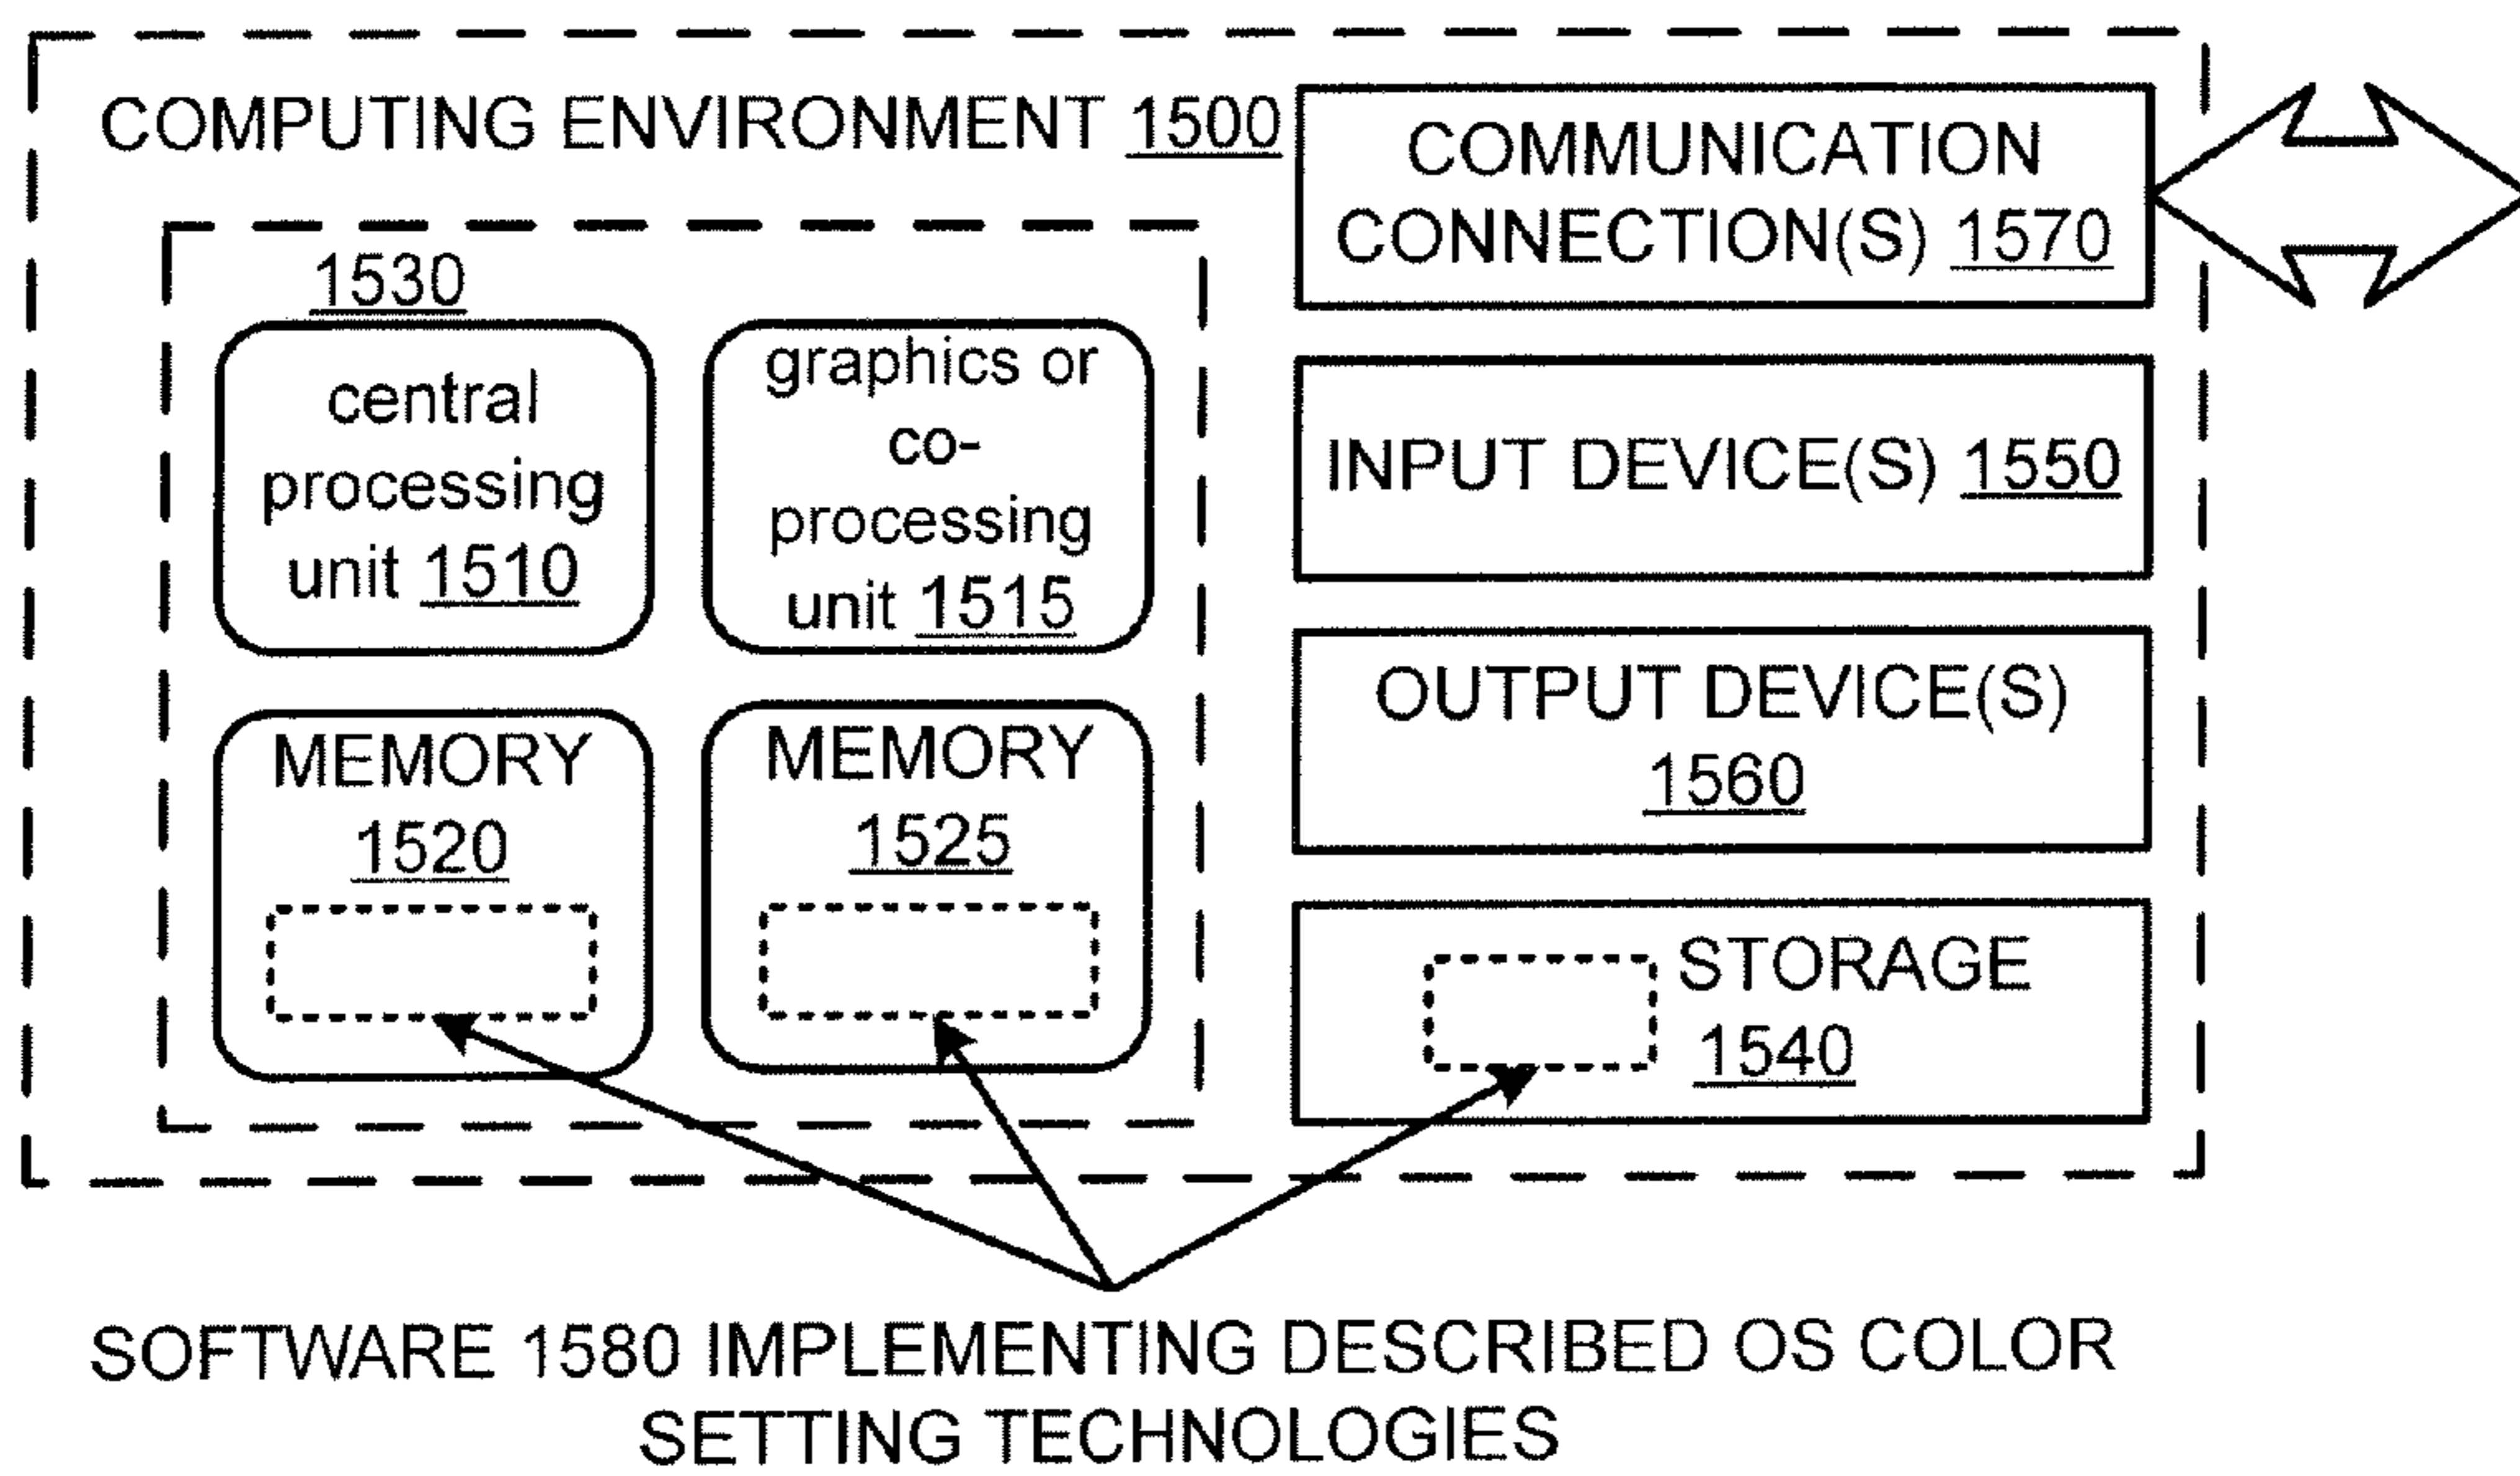 COMPUTING ENVIRONMENT 1500
1530
central
processing
unit 1510
graphics or
co-
processing
unit 1515
MEMORY
1520
MEMORY
1525
COMMUNICATION
CONNECTION(S) 1570
INPUT DEVICE(S) 1550
OUTPUT DEVICE(S)
1560
STORAGE
1540
SOFTWARE 1580 IMPLEMENTING DESCRIBED OS COLOR
SETTING TECHNOLOGIES